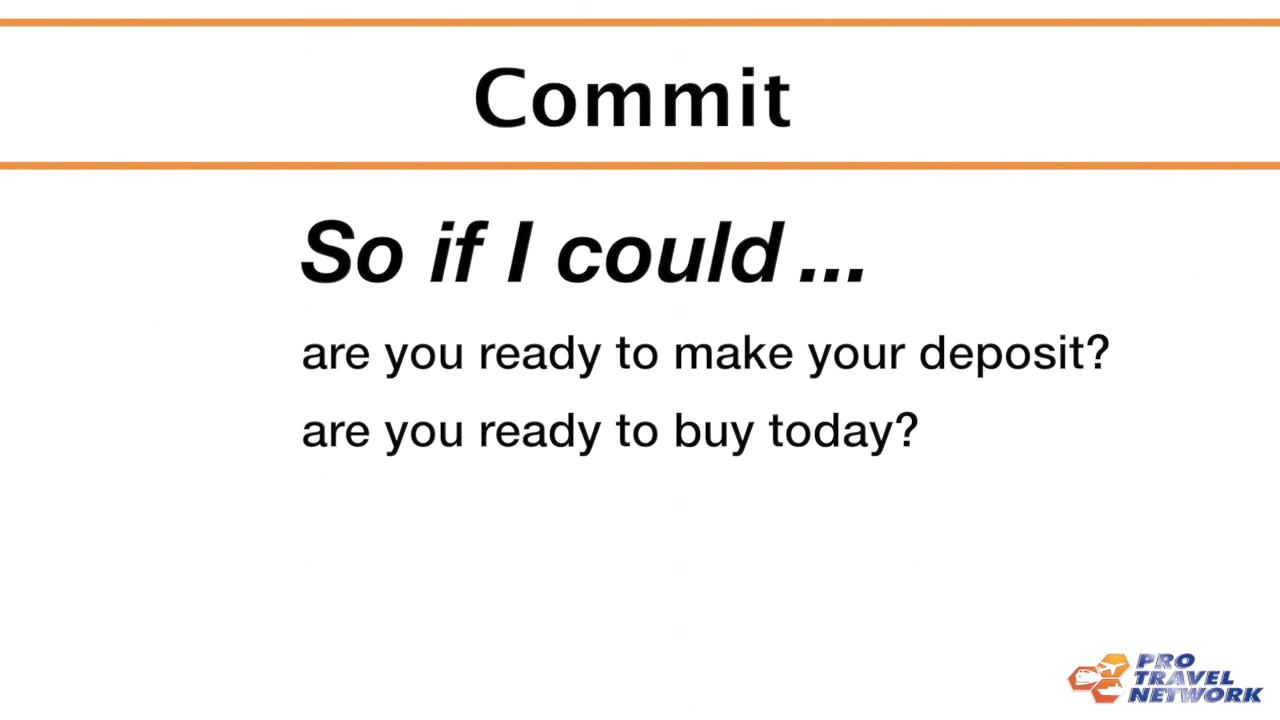 Commit
So if I could ...
are you ready to make your deposit?
are you ready to buy today?
PRO
TRAVEL
NETWORK